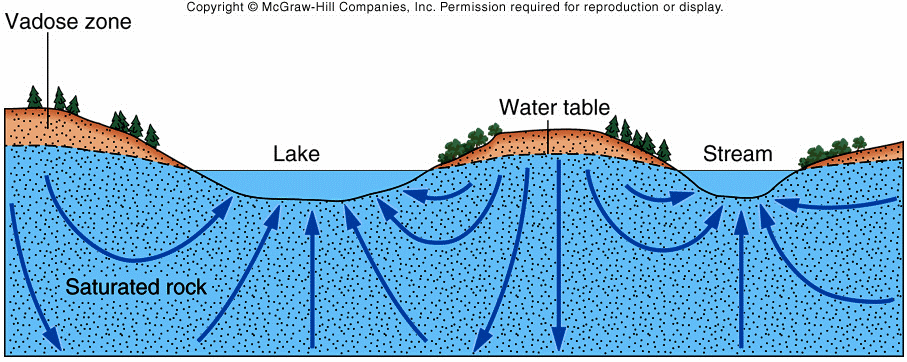 Copyright © McGraw-Hill Companies, Inc. Permission required for reproduction or display.
Vadose zone
Water table
Lake
Stream
Saturated rock